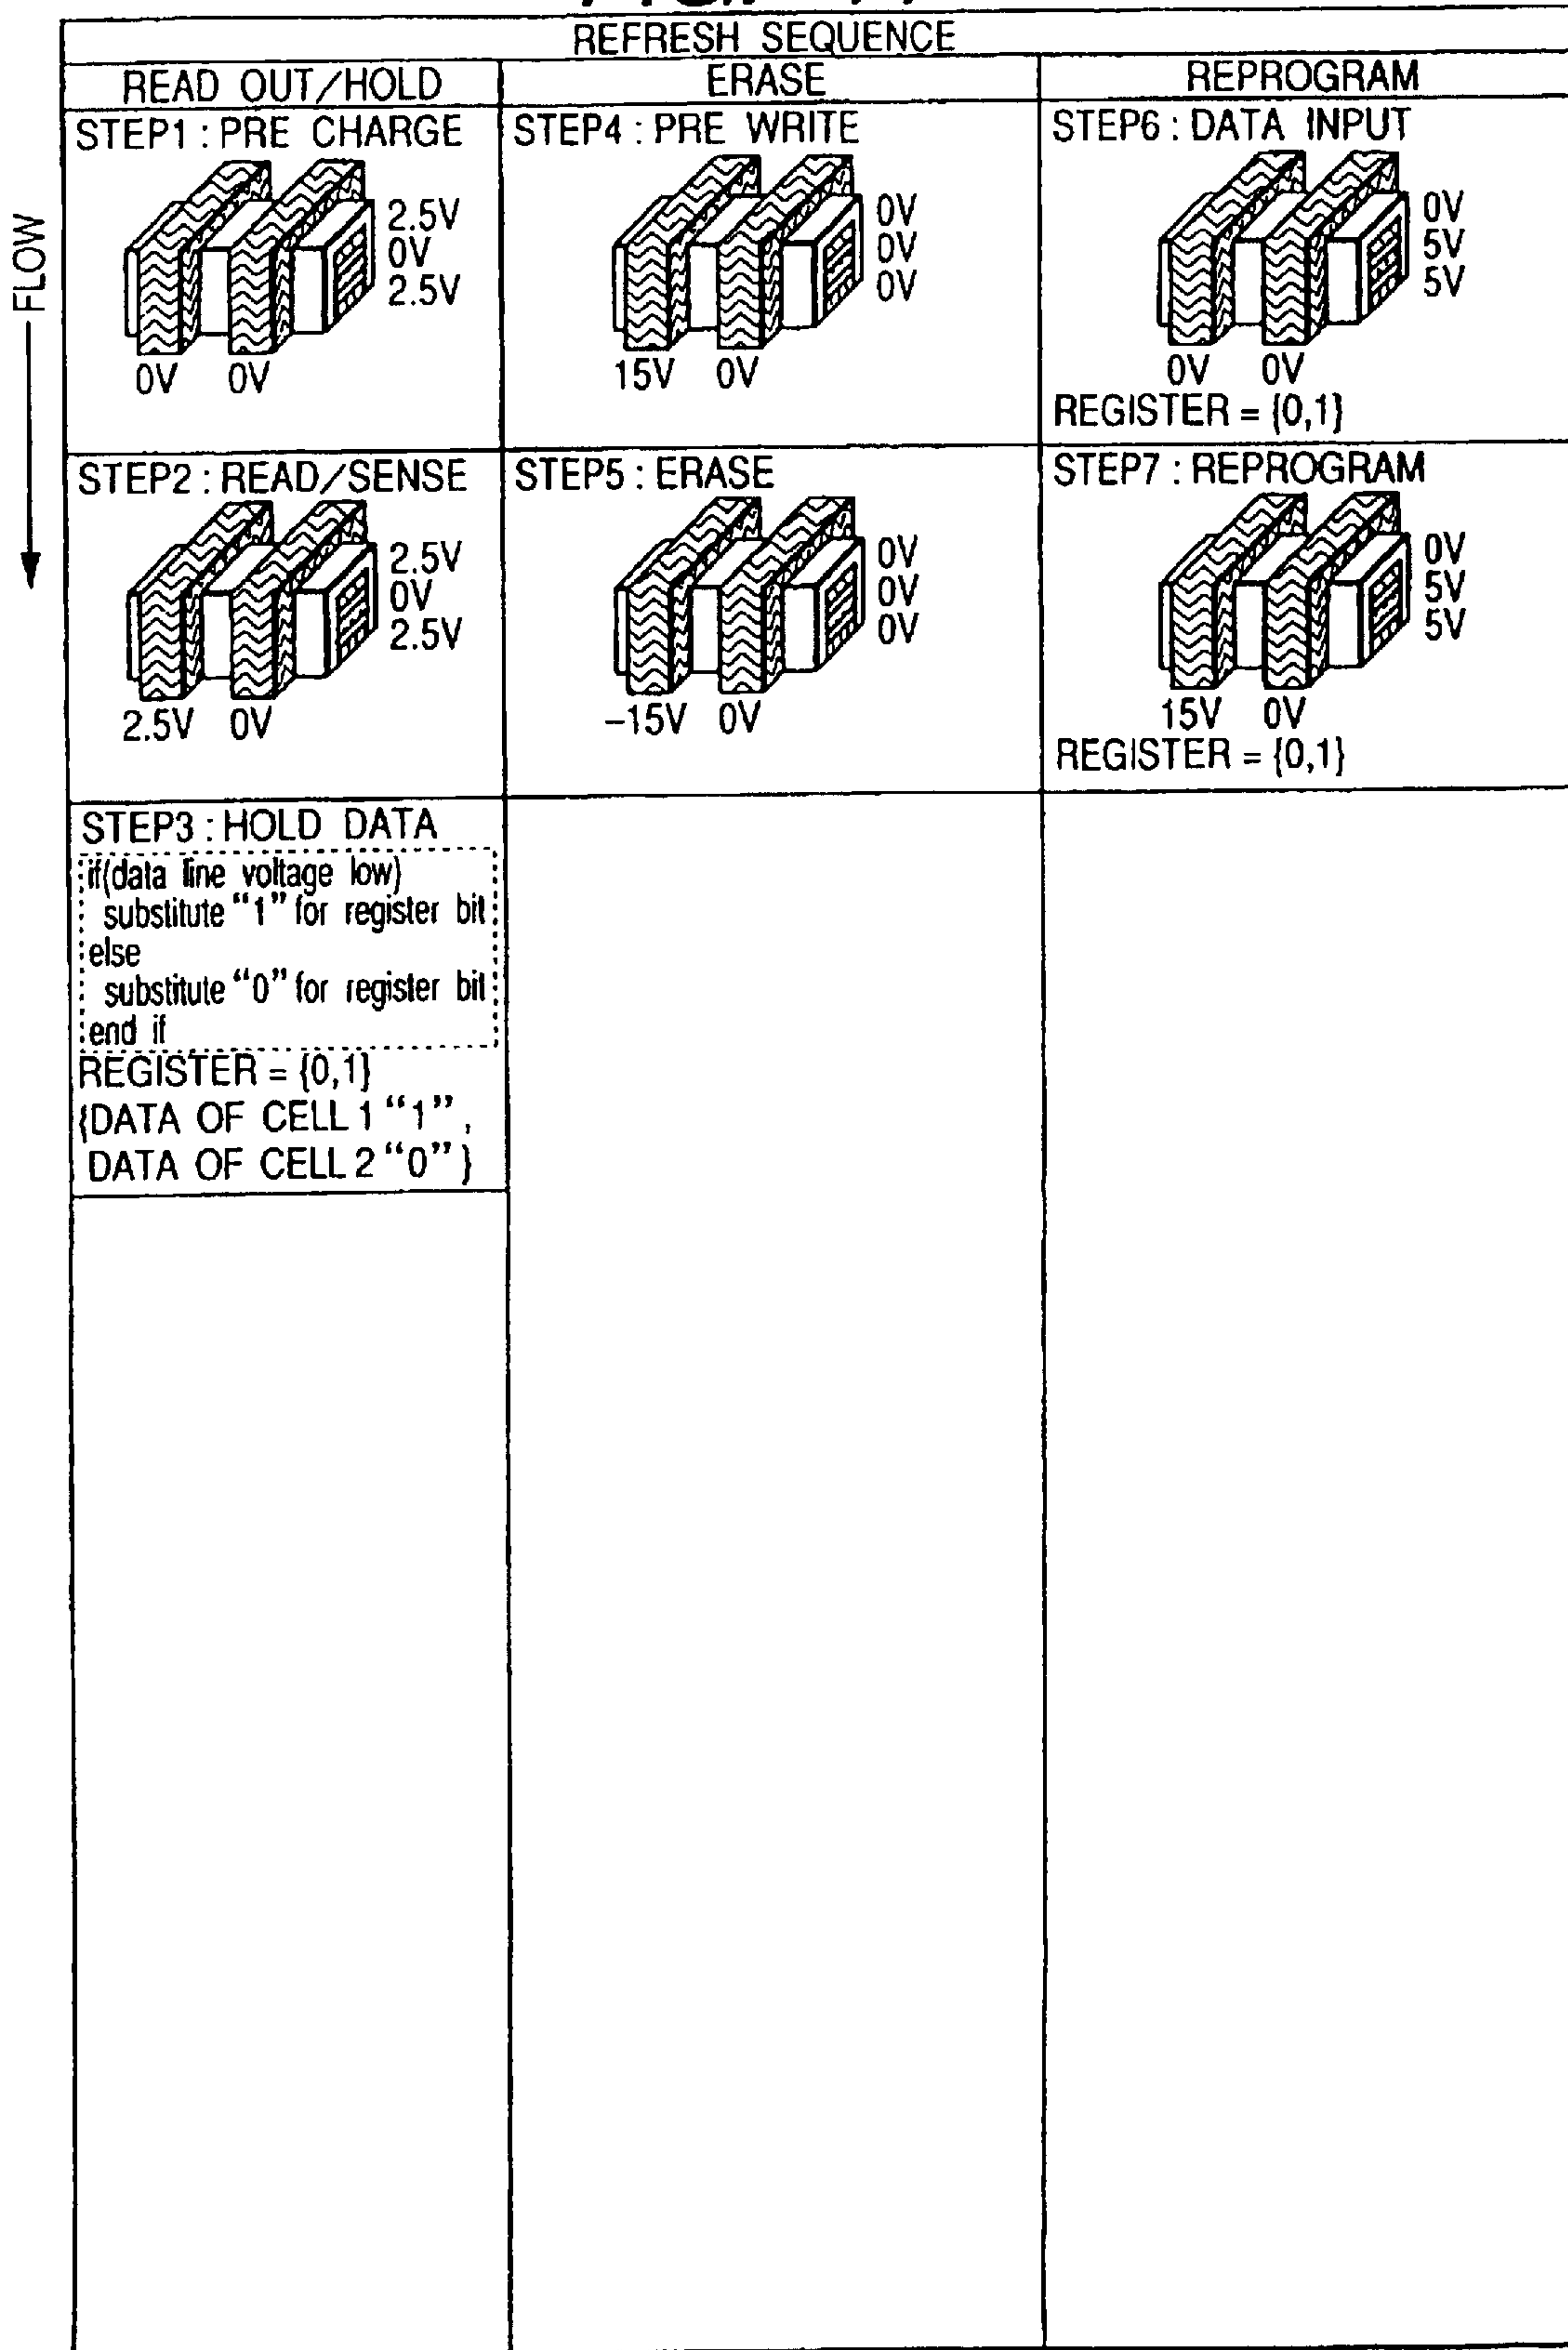 REFRESH SEQUENCE
READ OUT/HOLD
ERASE
REPROGRAM
FLOW
STEP1 : PRE CHARGE
2.5V
0V
2.5V
0V 0V
STEP2 : READ/SENSE
2.5V
0V
2.5V
2.5V 0V
STEP3 : HOLD DATA
if(data line voltage low)
substitute “1” for register bit
else
substitute “0” for register bit
end if
REGISTER = {0,1}
{DATA OF CELL 1 “1”,
DATA OF CELL 2 “0” }
STEP4 : PRE WRITE
0V
0V
0V
15V 0V
STEP5 : ERASE
0V
0V
0V
–15V 0V
STEP6 : DATA INPUT
0V
5V
5V
0V 0V
REGISTER = {0,1}
STEP7 : REPROGRAM
0V
5V
5V
15V 0V
REGISTER = {0,1}